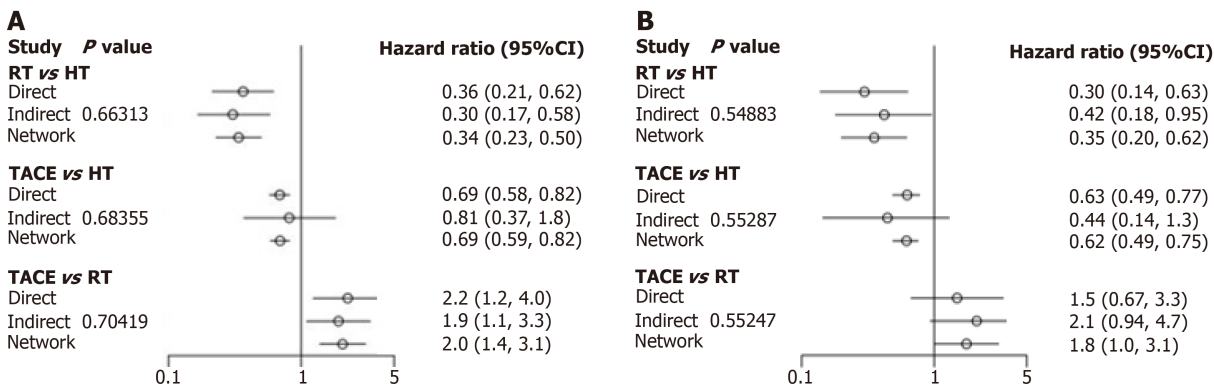 A
Study P value Hazard ratio (95%CI)
RT vs HT
Direct 0.36 (0.21, 0.62)
Indirect 0.66313 0.30 (0.17, 0.58)
Network 0.34 (0.23, 0.50)
TACE vs HT
Direct 0.69 (0.58, 0.82)
Indirect 0.68355 0.81 (0.37, 1.8)
Network 0.69 (0.59, 0.82)
TACE vs RT
Direct 2.2 (1.2, 4.0)
Indirect 0.70419 1.9 (1.1, 3.3)
Network 2.0 (1.4, 3.1)
0.1 1 5
B
Study P value Hazard ratio (95%CI)
RT vs HT
Direct 0.30 (0.14, 0.63)
Indirect 0.54883 0.42 (0.18, 0.95)
Network 0.35 (0.20, 0.62)
TACE vs HT
Direct 0.63 (0.49, 0.77)
Indirect 0.55287 0.44 (0.14, 1.3)
Network 0.62 (0.49, 0.75)
TACE vs RT
Direct 1.5 (0.67, 3.3)
Indirect 0.55247 2.1 (0.94, 4.7)
Network 1.8 (1.0, 3.1)
0.1 1 5